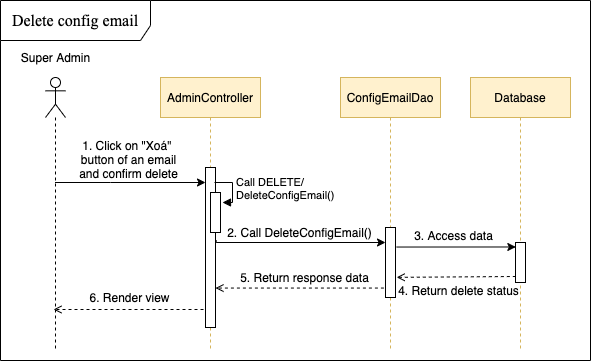 Delete config email
Super Admin
AdminController
ConfigEmailDao
Database
1. Click on "Xoá"
button of an email
and confirm delete
Call DELETE/
DeleteConfigEmail()
2. Call DeleteConfigEmail()
3. Access data
4. Return delete status
5. Return response data
6. Render view